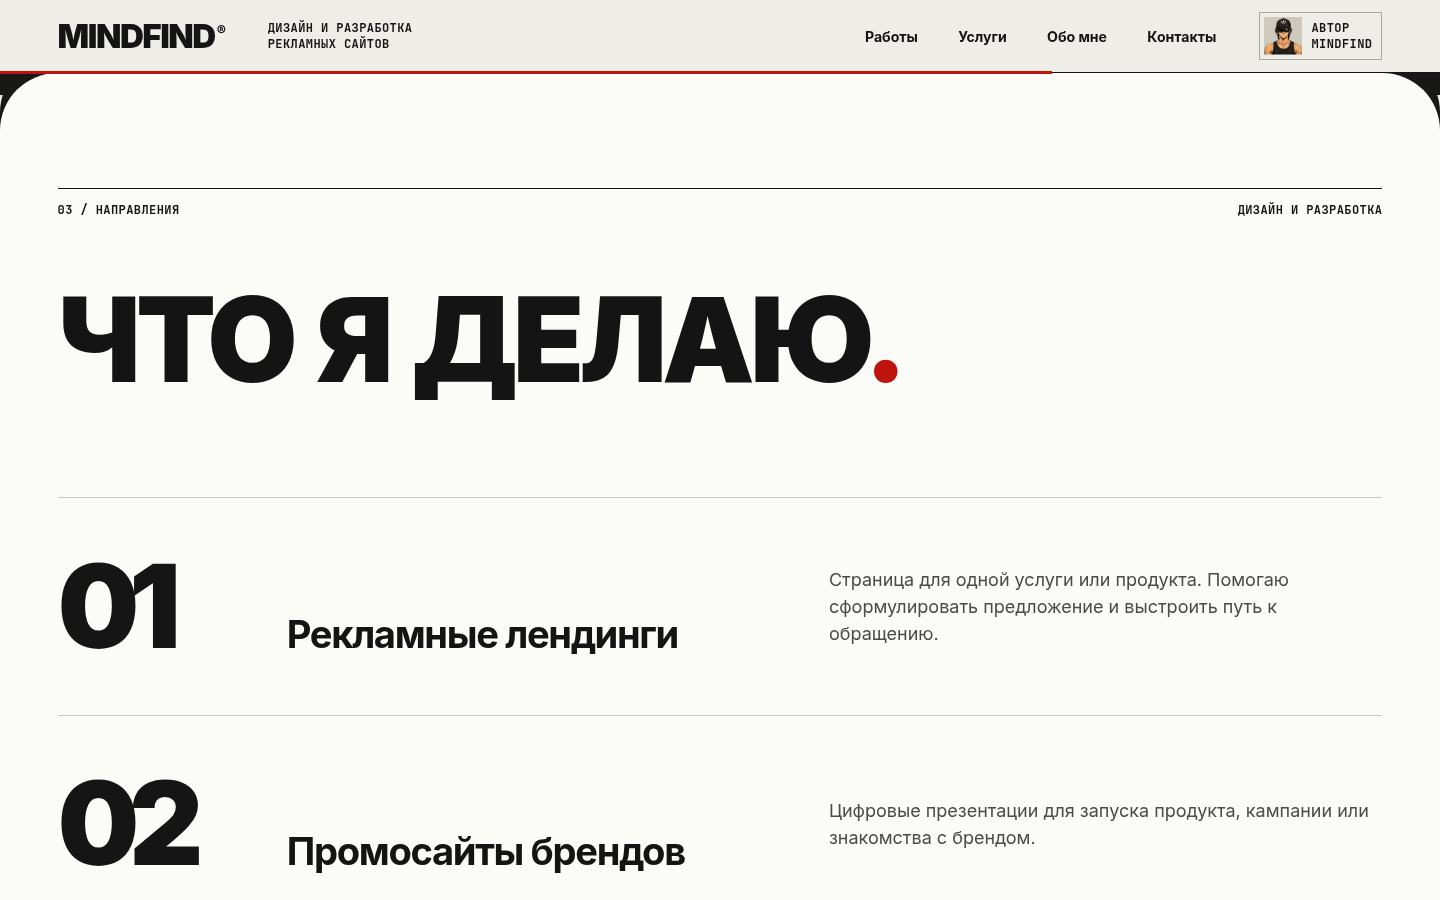 MINDFIND®
ДИЗАЙН И РАЗРАБОТКА
РЕКЛАМНЫХ САЙТОВ
Работы Услуги Обо мне Контакты
АВТОР
MINDFIND
03 / НАПРАВЛЕНИЯ
ДИЗАЙН И РАЗРАБОТКА
ЧТО Я ДЕЛАЮ.
01
Рекламные лендинги
Страница для одной услуги или продукта. Помогаю
сформулировать предложение и выстроить путь к
обращению.
02
Промосайты брендов
Цифровые презентации для запуска продукта, кампании или
знакомства с брендом.